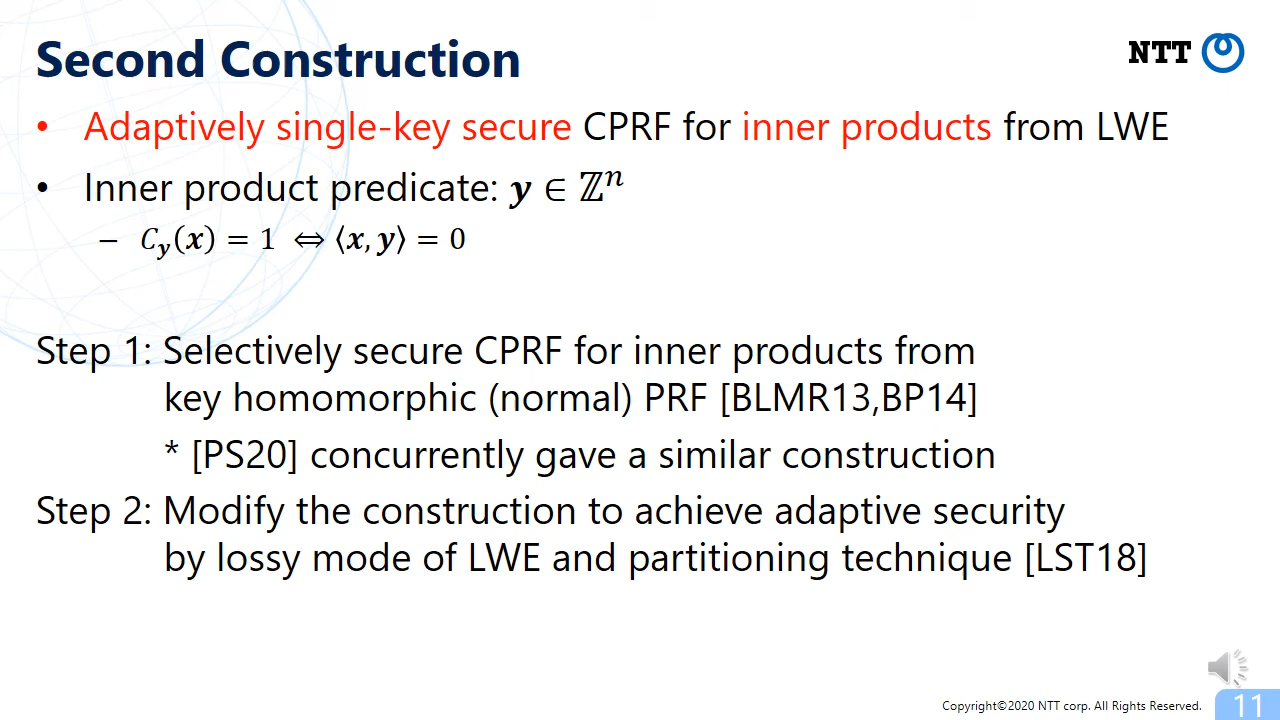 Second Construction
NTT
• Adaptively single-key secure CPRF for inner products from LWE
• Inner product predicate: 𝒚 ∈ ℤⁿ
– C𝒚(𝒙) = 1 ⇔ ⟨𝒙, 𝒚⟩ = 0
Step 1: Selectively secure CPRF for inner products from
key homomorphic (normal) PRF [BLMR13,BP14]
* [PS20] concurrently gave a similar construction
Step 2: Modify the construction to achieve adaptive security
by lossy mode of LWE and partitioning technique [LST18]
Copyright©2020 NTT corp. All Rights Reserved.
11